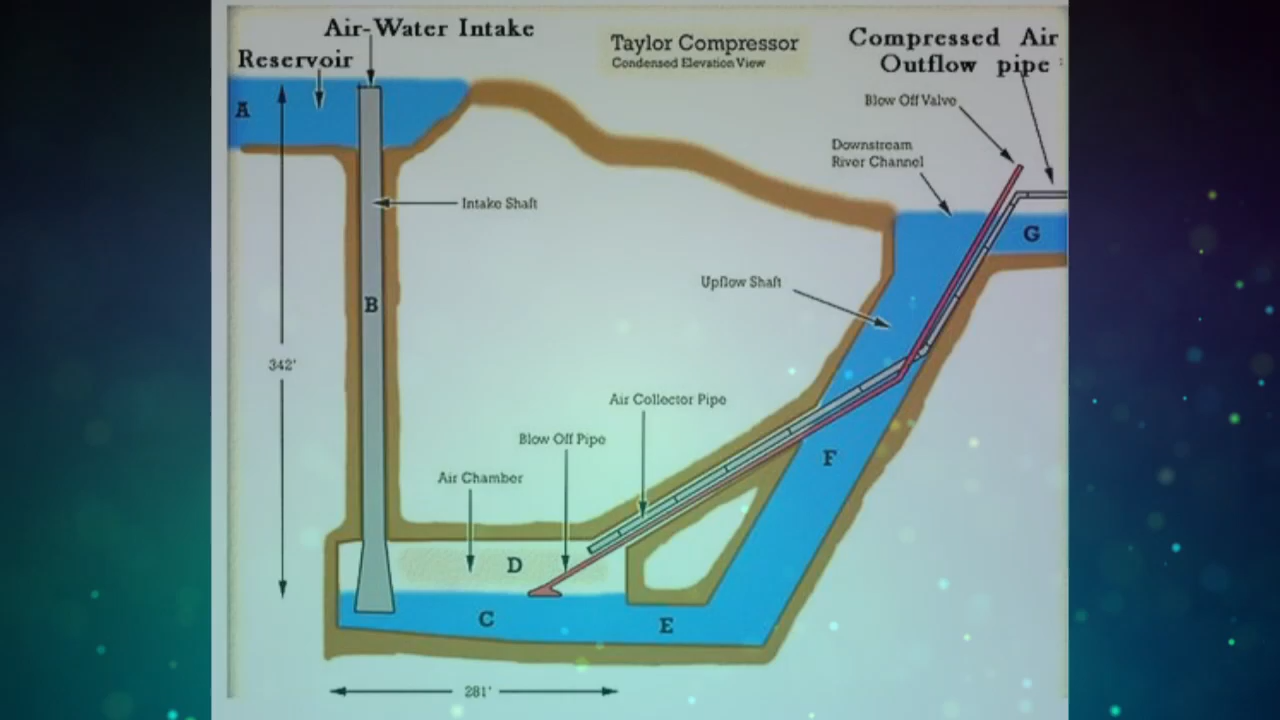 Air-Water Intake
Reservoir
Taylor Compressor
Condensed Elevation View
Compressed Air
Outflow pipe
Blow Off Valve
Downstream
River Channel
A
Intake Shaft
G
Upflow Shaft
B
342'
Air Collector Pipe
Blow Off Pipe
F
Air Chamber
D
C
E
281'